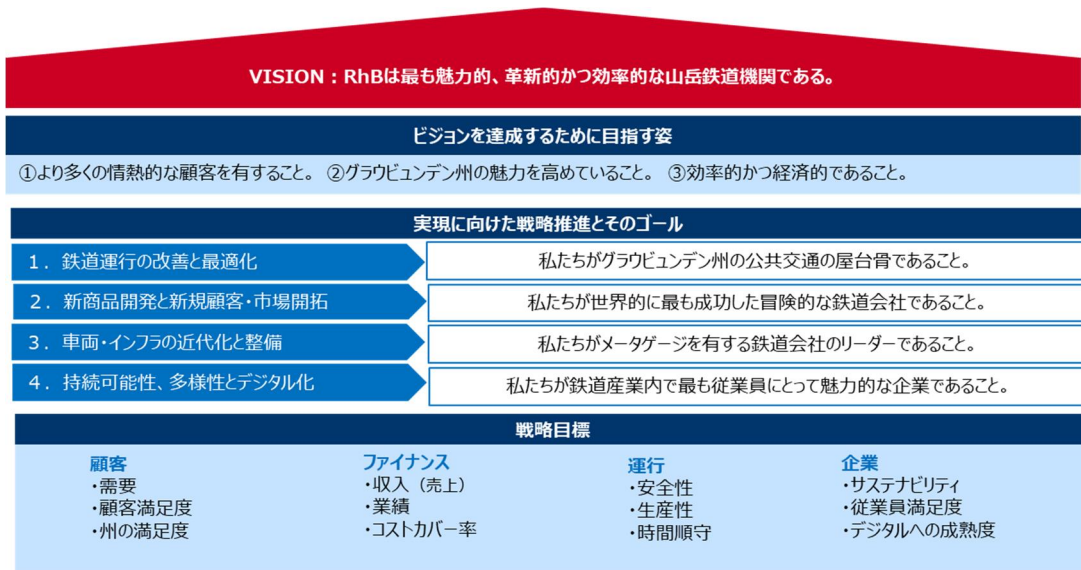 VISION：RhBは最も魅力的、革新的かつ効率的な山岳鉄道機関である。
ビジョンを達成するために目指す姿
①より多くの情熱的な顧客を有すること。 ②グラウビュンデン州の魅力を高めていること。 ③効率的かつ経済的であること。
実現に向けた戦略推進とそのゴール
1．鉄道運行の改善と最適化
私たちがグラウビュンデン州の公共交通の屋台骨であること。
2．新商品開発と新規顧客・市場開拓
私たちが世界的に最も成功した冒険的な鉄道会社であること。
3．車両・インフラの近代化と整備
私たちがメータゲージを有する鉄道会社のリーダーであること。
4．持続可能性、多様性とデジタル化
私たちが鉄道産業内で最も従業員にとって魅力的な企業であること。
戦略目標
顧客
・需要
・顧客満足度
・州の満足度
ファイナンス
・収入（売上）
・業績
・コストカバー率
運行
・安全性
・生産性
・時間順守
企業
・サステナビリティ
・従業員満足度
・デジタルへの成熟度